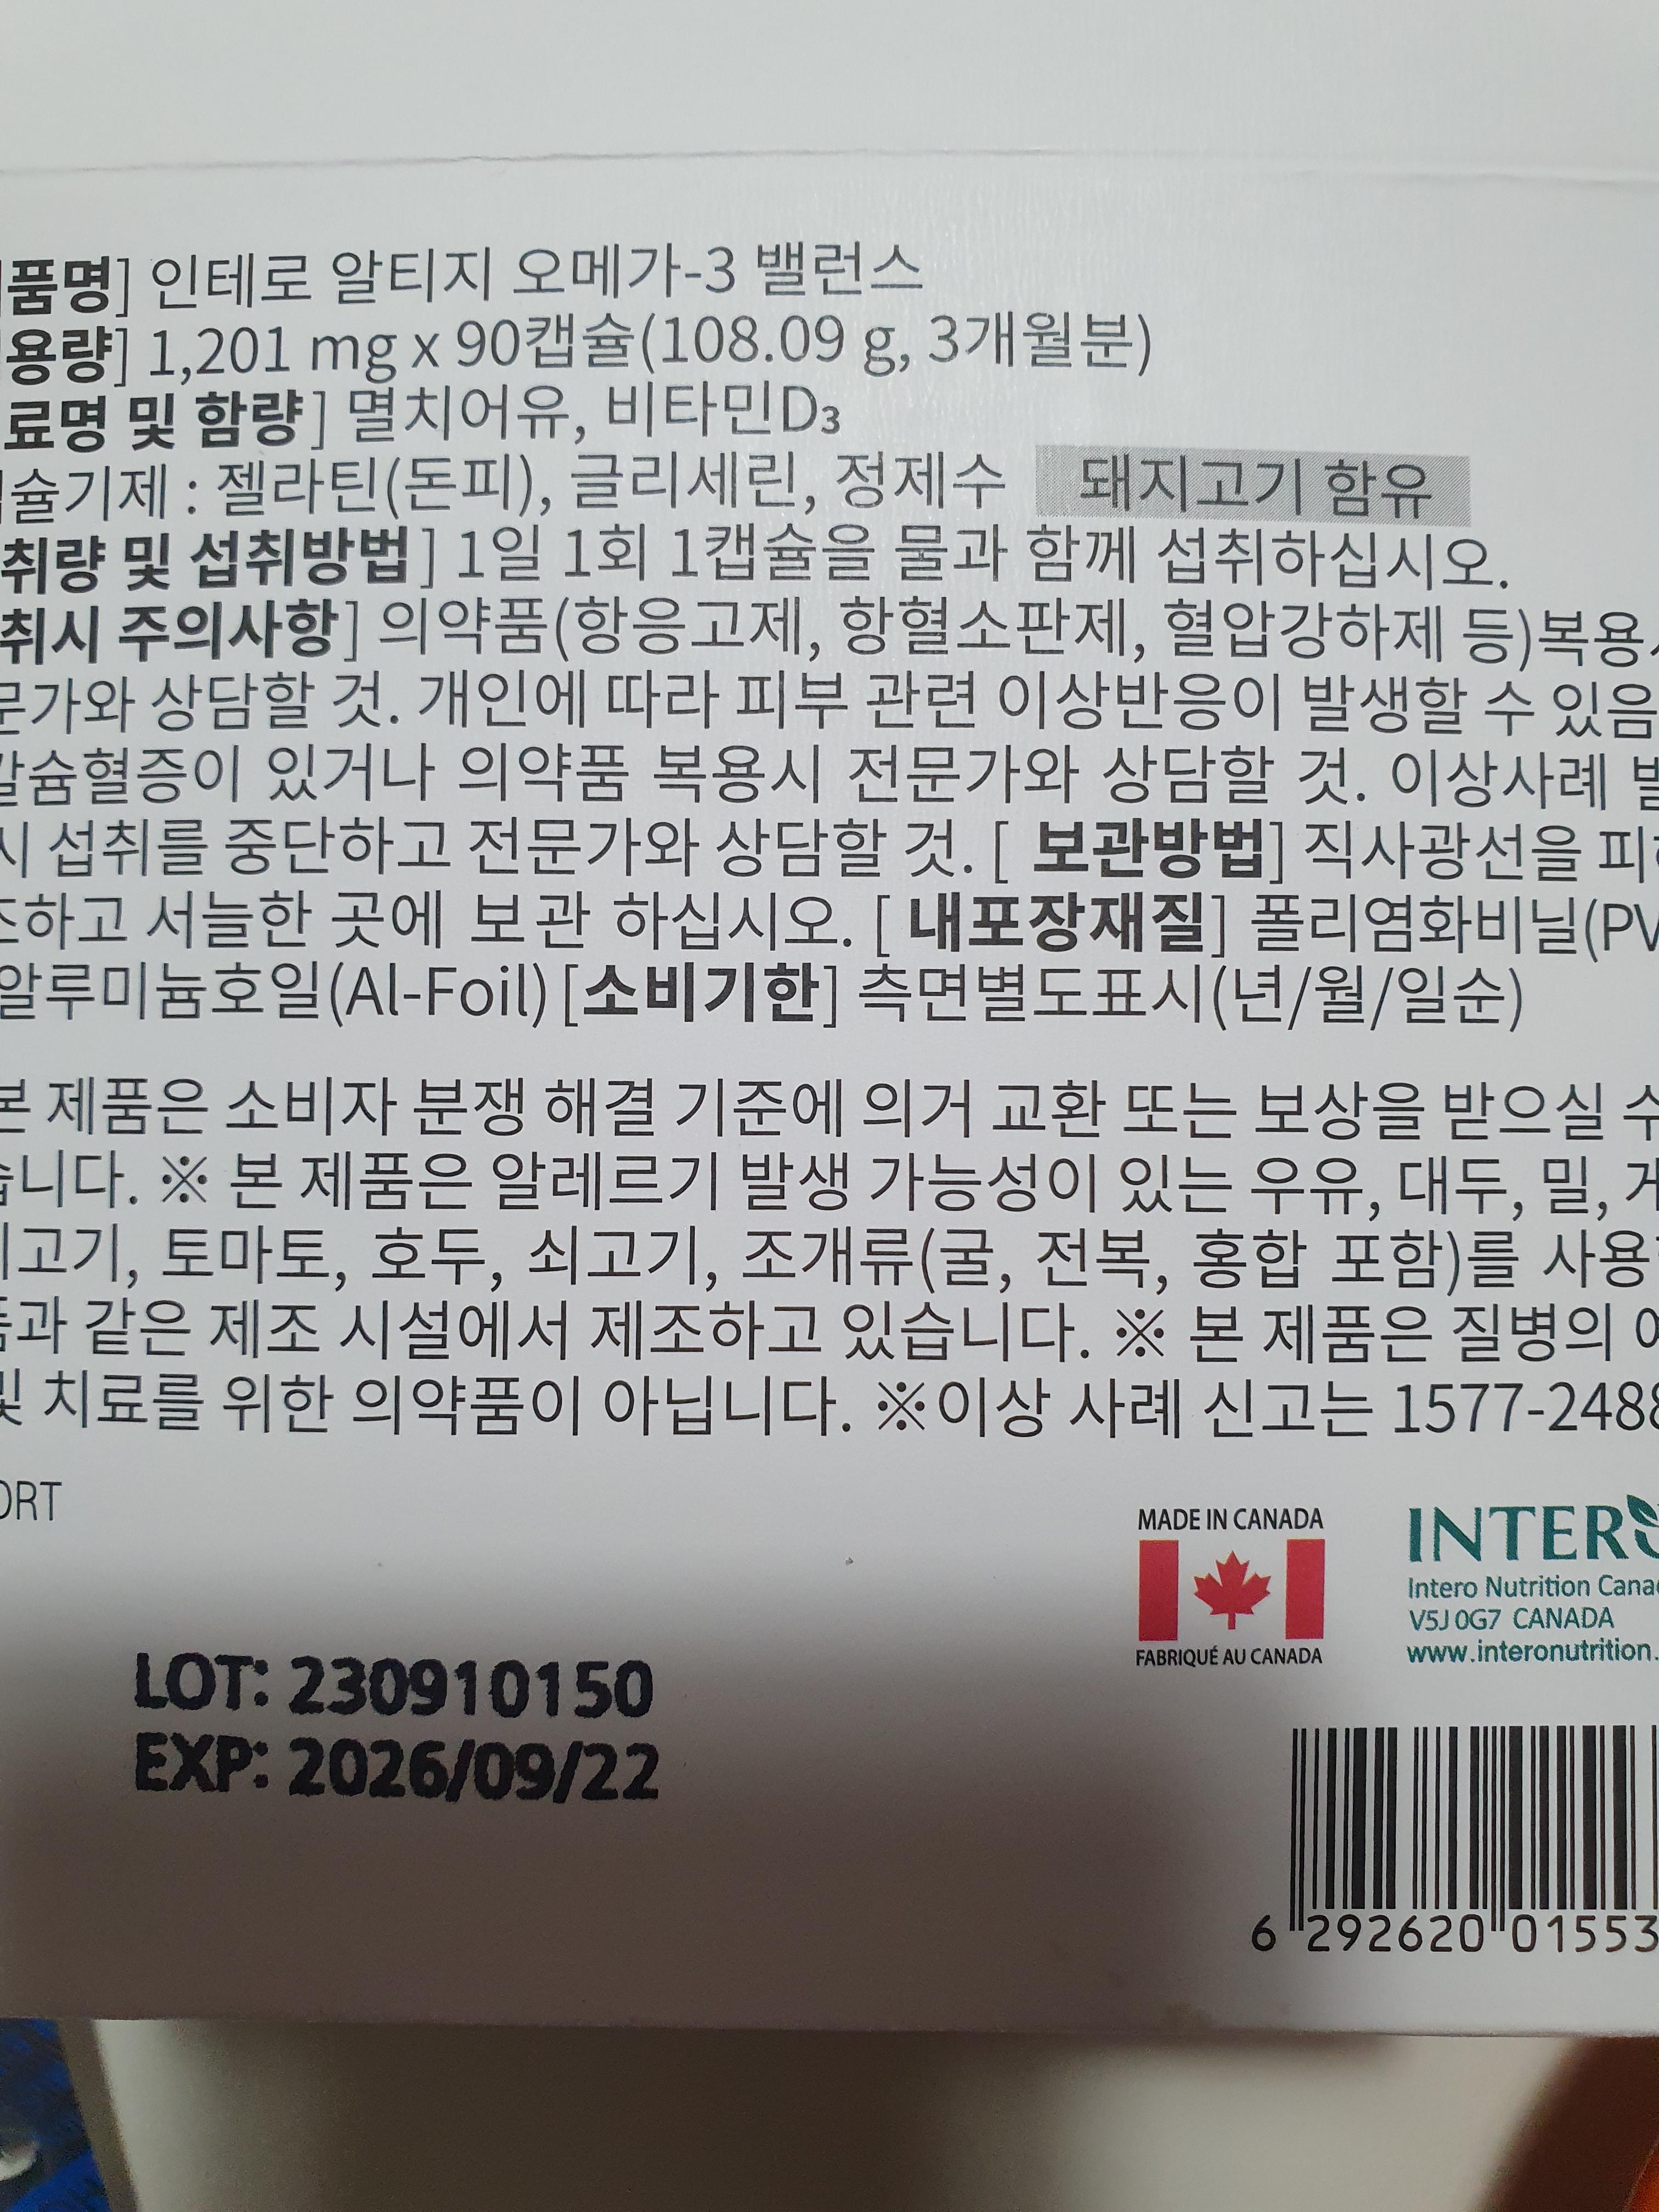 품명] 인테로 알티지 오메가-3 밸런스
용량] 1,201 mg x 90캡슐(108.09 g, 3개월분)
료명 및 함량] 멸치어유, 비타민D₃
슐기제 : 젤라틴(돈피), 글리세린, 정제수 돼지고기 함유
취량 및 섭취방법] 1일 1회 1캡슐을 물과 함께 섭취하십시오.
취시 주의사항] 의약품(항응고제, 항혈소판제, 혈압강하제 등)복용
문가와 상담할 것. 개인에 따라 피부 관련 이상반응이 발생할 수 있음
칼슘혈증이 있거나 의약품 복용시 전문가와 상담할 것. 이상사례
시 섭취를 중단하고 전문가와 상담할 것. [ 보관방법] 직사광선을
하고 서늘한 곳에 보관 하십시오. [ 내포장재질] 폴리염화비닐(PV
알루미늄호일(Al-Foil) [소비기한] 측면별도표시(년/월/일순)
본 제품은 소비자 분쟁 해결 기준에 의거 교환 또는 보상을 받으실 수
습니다. ※ 본 제품은 알레르기 발생 가능성이 있는 우유, 대두, 밀,
고기, 토마토, 호두, 쇠고기, 조개류(굴, 전복, 홍합 포함)를 사용
품과 같은 제조 시설에서 제조하고 있습니다. ※ 본 제품은 질병의
및 치료를 위한 의약품이 아닙니다. ※이상 사례 신고는 1577-2488
ORT
MADE IN CANADA
FABRIQUÉ AU CANADA
INTERO
Intero Nutrition Cana
V5J 0G7 CANADA
www.interonutrition.
LOT: 230910150
EXP: 2026/09/22
6 292620 01553